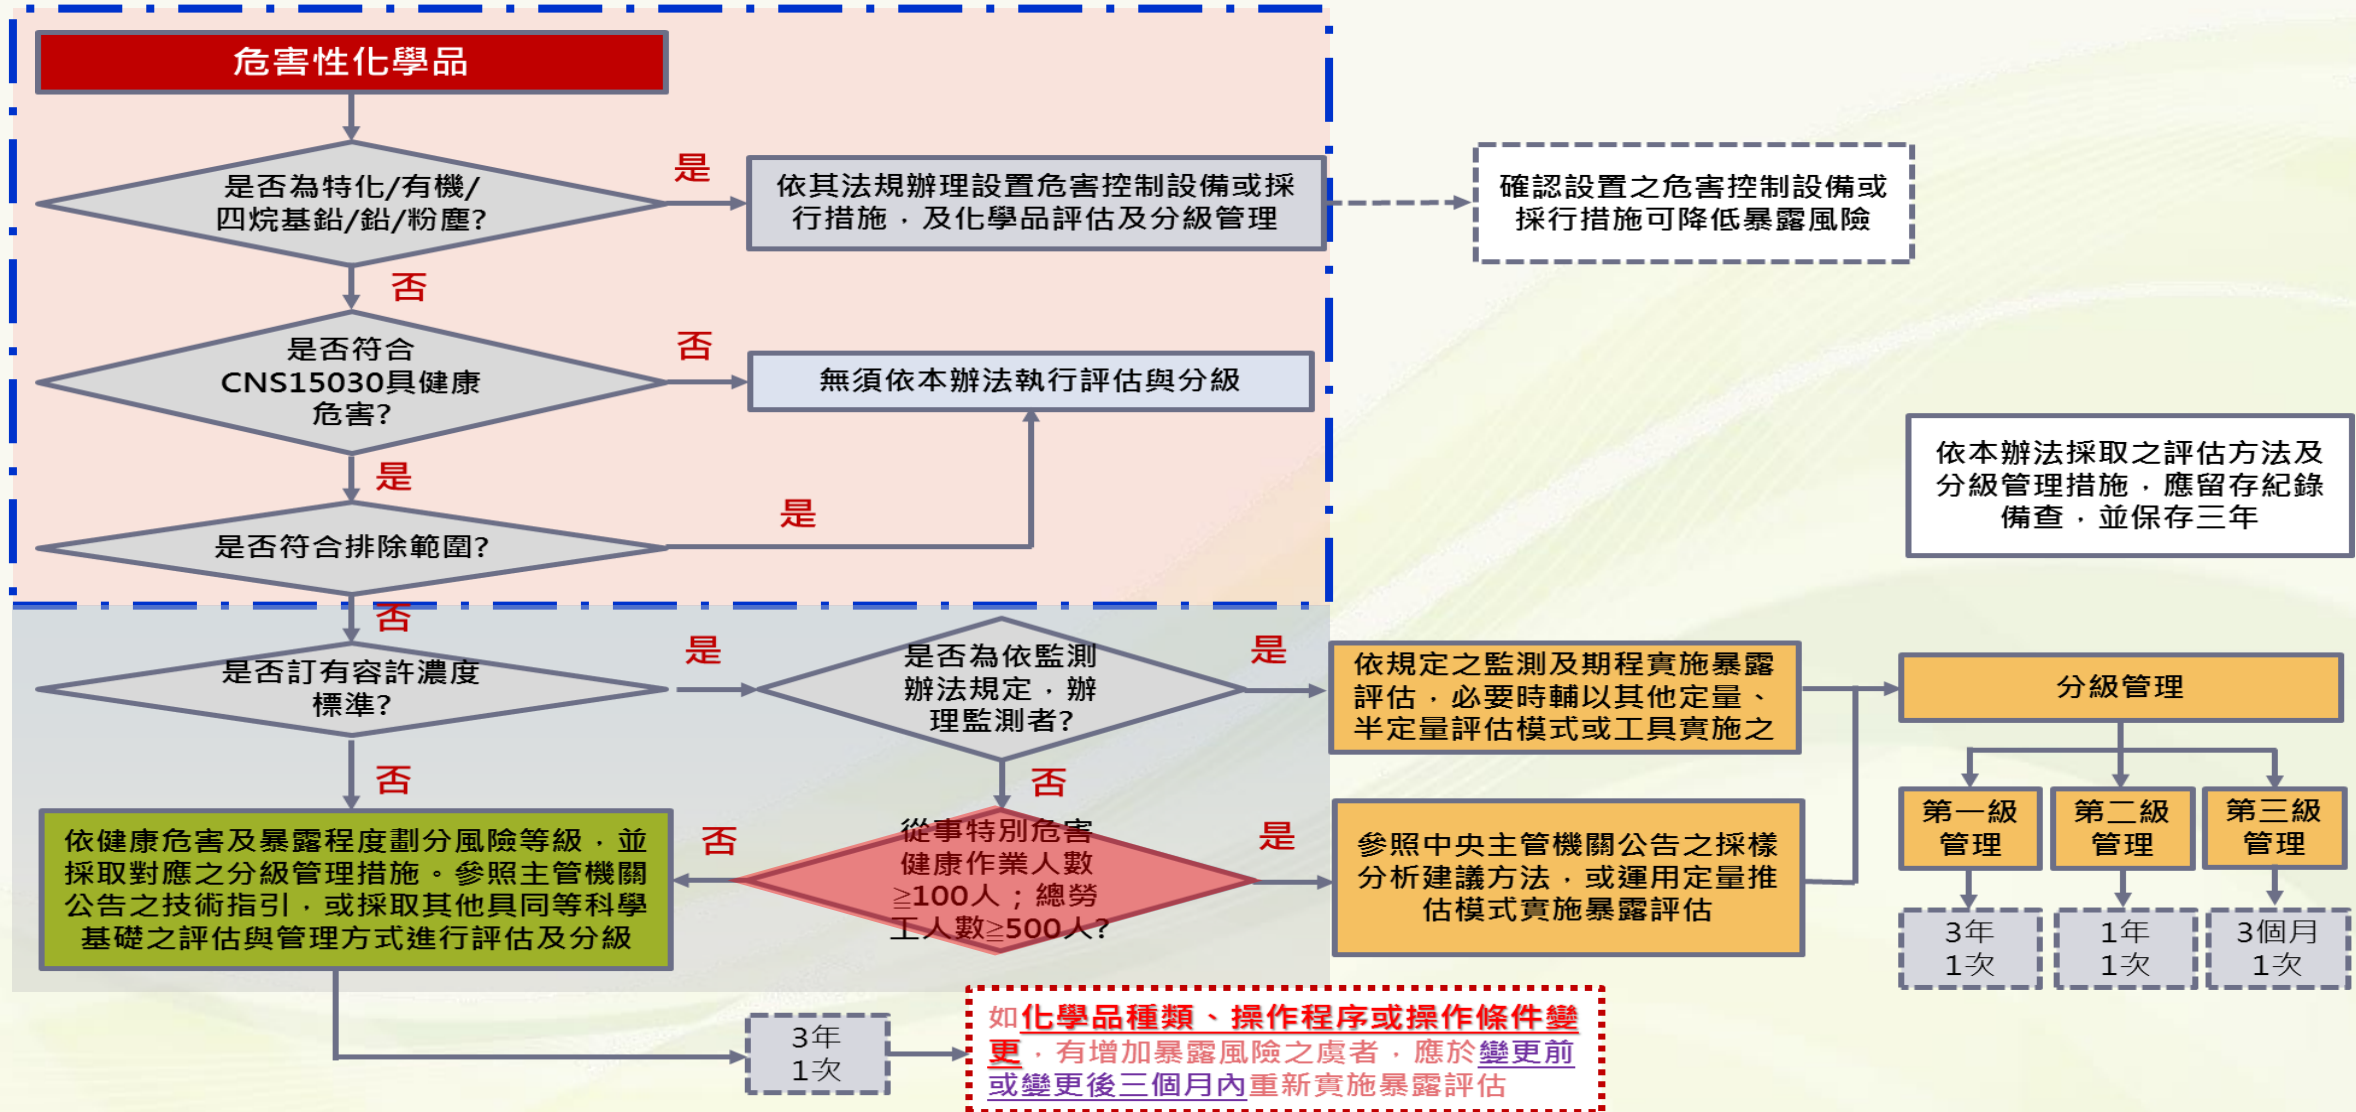 危害性化學品
是否為特化/有機/
四烷基鉛/鉛/粉塵?
是
依其法規辦理設置危害控制設備或採
行措施，及化學品評估及分級管理
確認設置之危害控制設備或
採行措施可降低暴露風險
否
是否符合
CNS15030具健康
危害?
否
無須依本辦法執行評估與分級
是
是否符合排除範圍?
是
依本辦法採取之評估方法及
分級管理措施，應留存紀錄
備查，並保存三年
否
是否訂有容許濃度
標準?
是
是否為依監測
辦法規定，辦
理監測者?
是
依規定之監測及期程實施暴露
評估，必要時輔以其他定量、
半定量評估模式或工具實施之
分級管理
否
依健康危害及暴露程度劃分風險等級，並
採取對應之分級管理措施。參照主管機關
公告之技術指引，或採取其他具同等科學
基礎之評估與管理方式進行評估及分級
否
否
從事特別危害
健康作業人數
≧100人；總勞
工人數≧500人?
是
參照中央主管機關公告之採樣
分析建議方法，或運用定量推
估模式實施暴露評估
第一級
管理
第二級
管理
第三級
管理
3年
1次
1年
1次
3個月
1次
3年
1次
如化學品種類、操作程序或操作條件變
更，有增加暴露風險之虞者，應於變更前
或變更後三個月內重新實施暴露評估